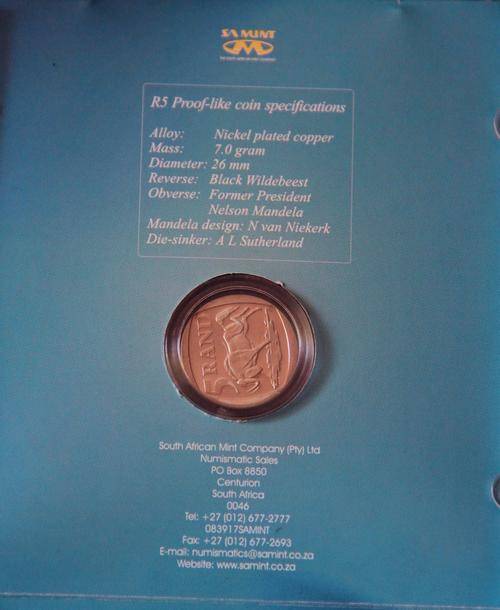 SA MINT
R5 Proof-like coin specifications
Alloy: Nickel plated copper
Mass: 7.0 gram
Diameter: 26 mm
Reverse: Black Wildebeest
Obverse: Former President
Nelson Mandela
Mandela design: N van Niekerk
Die-sinker: A L Sutherland
5 RAND
South African Mint Company (Pty) Ltd
Numismatic Sales
PO Box 8850
Centurion
South Africa
0046
Tel: +27 (012) 677-2777
083917SAMINT
Fax: +27 (012) 677-2693
E-mail: numismatics@samint.co.za
Website: www.samint.co.za